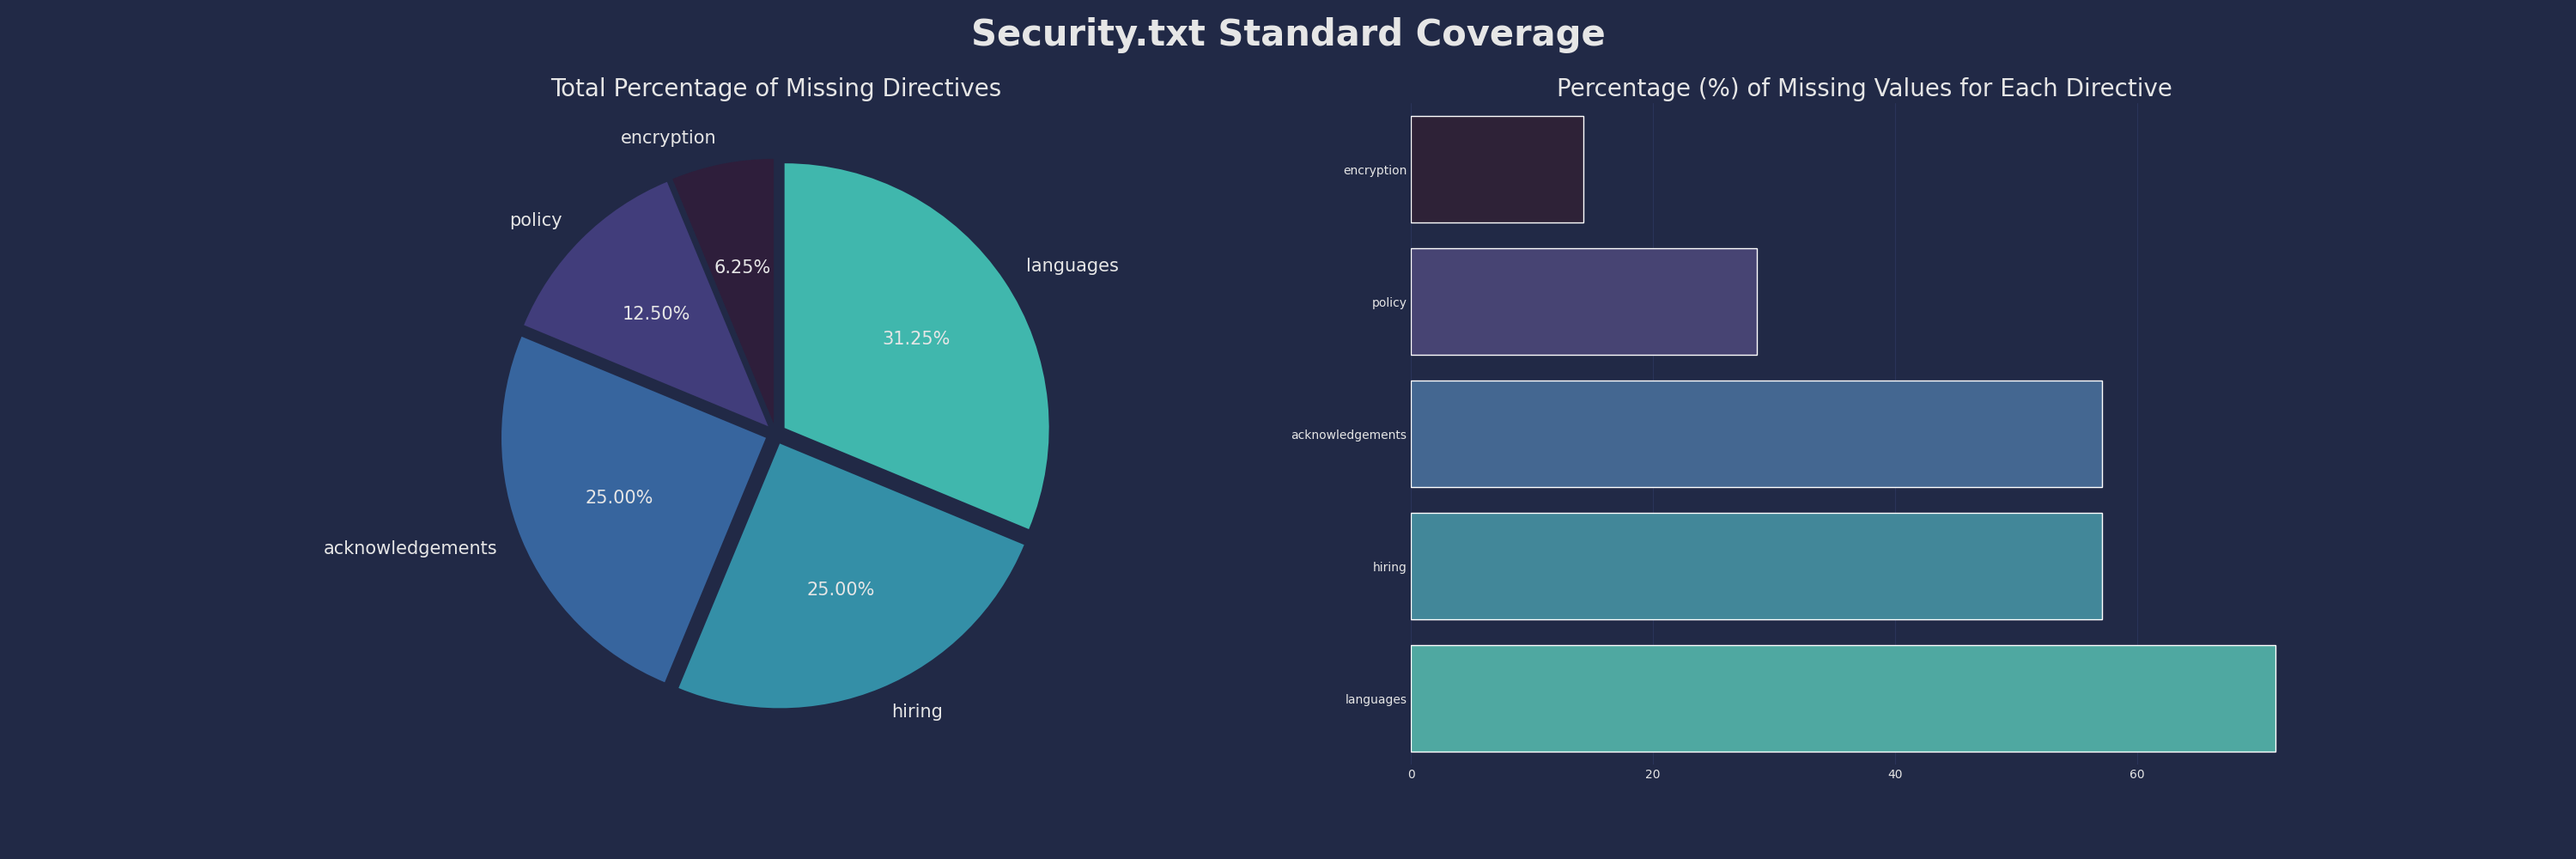 Security.txt Standard Coverage
Total Percentage of Missing Directives
encryption
policy
languages
6.25%
12.50%
31.25%
25.00%
acknowledgements
25.00%
hiring
Percentage (%) of Missing Values for Each Directive
encryption
policy
acknowledgements
hiring
languages
0 20 40 60